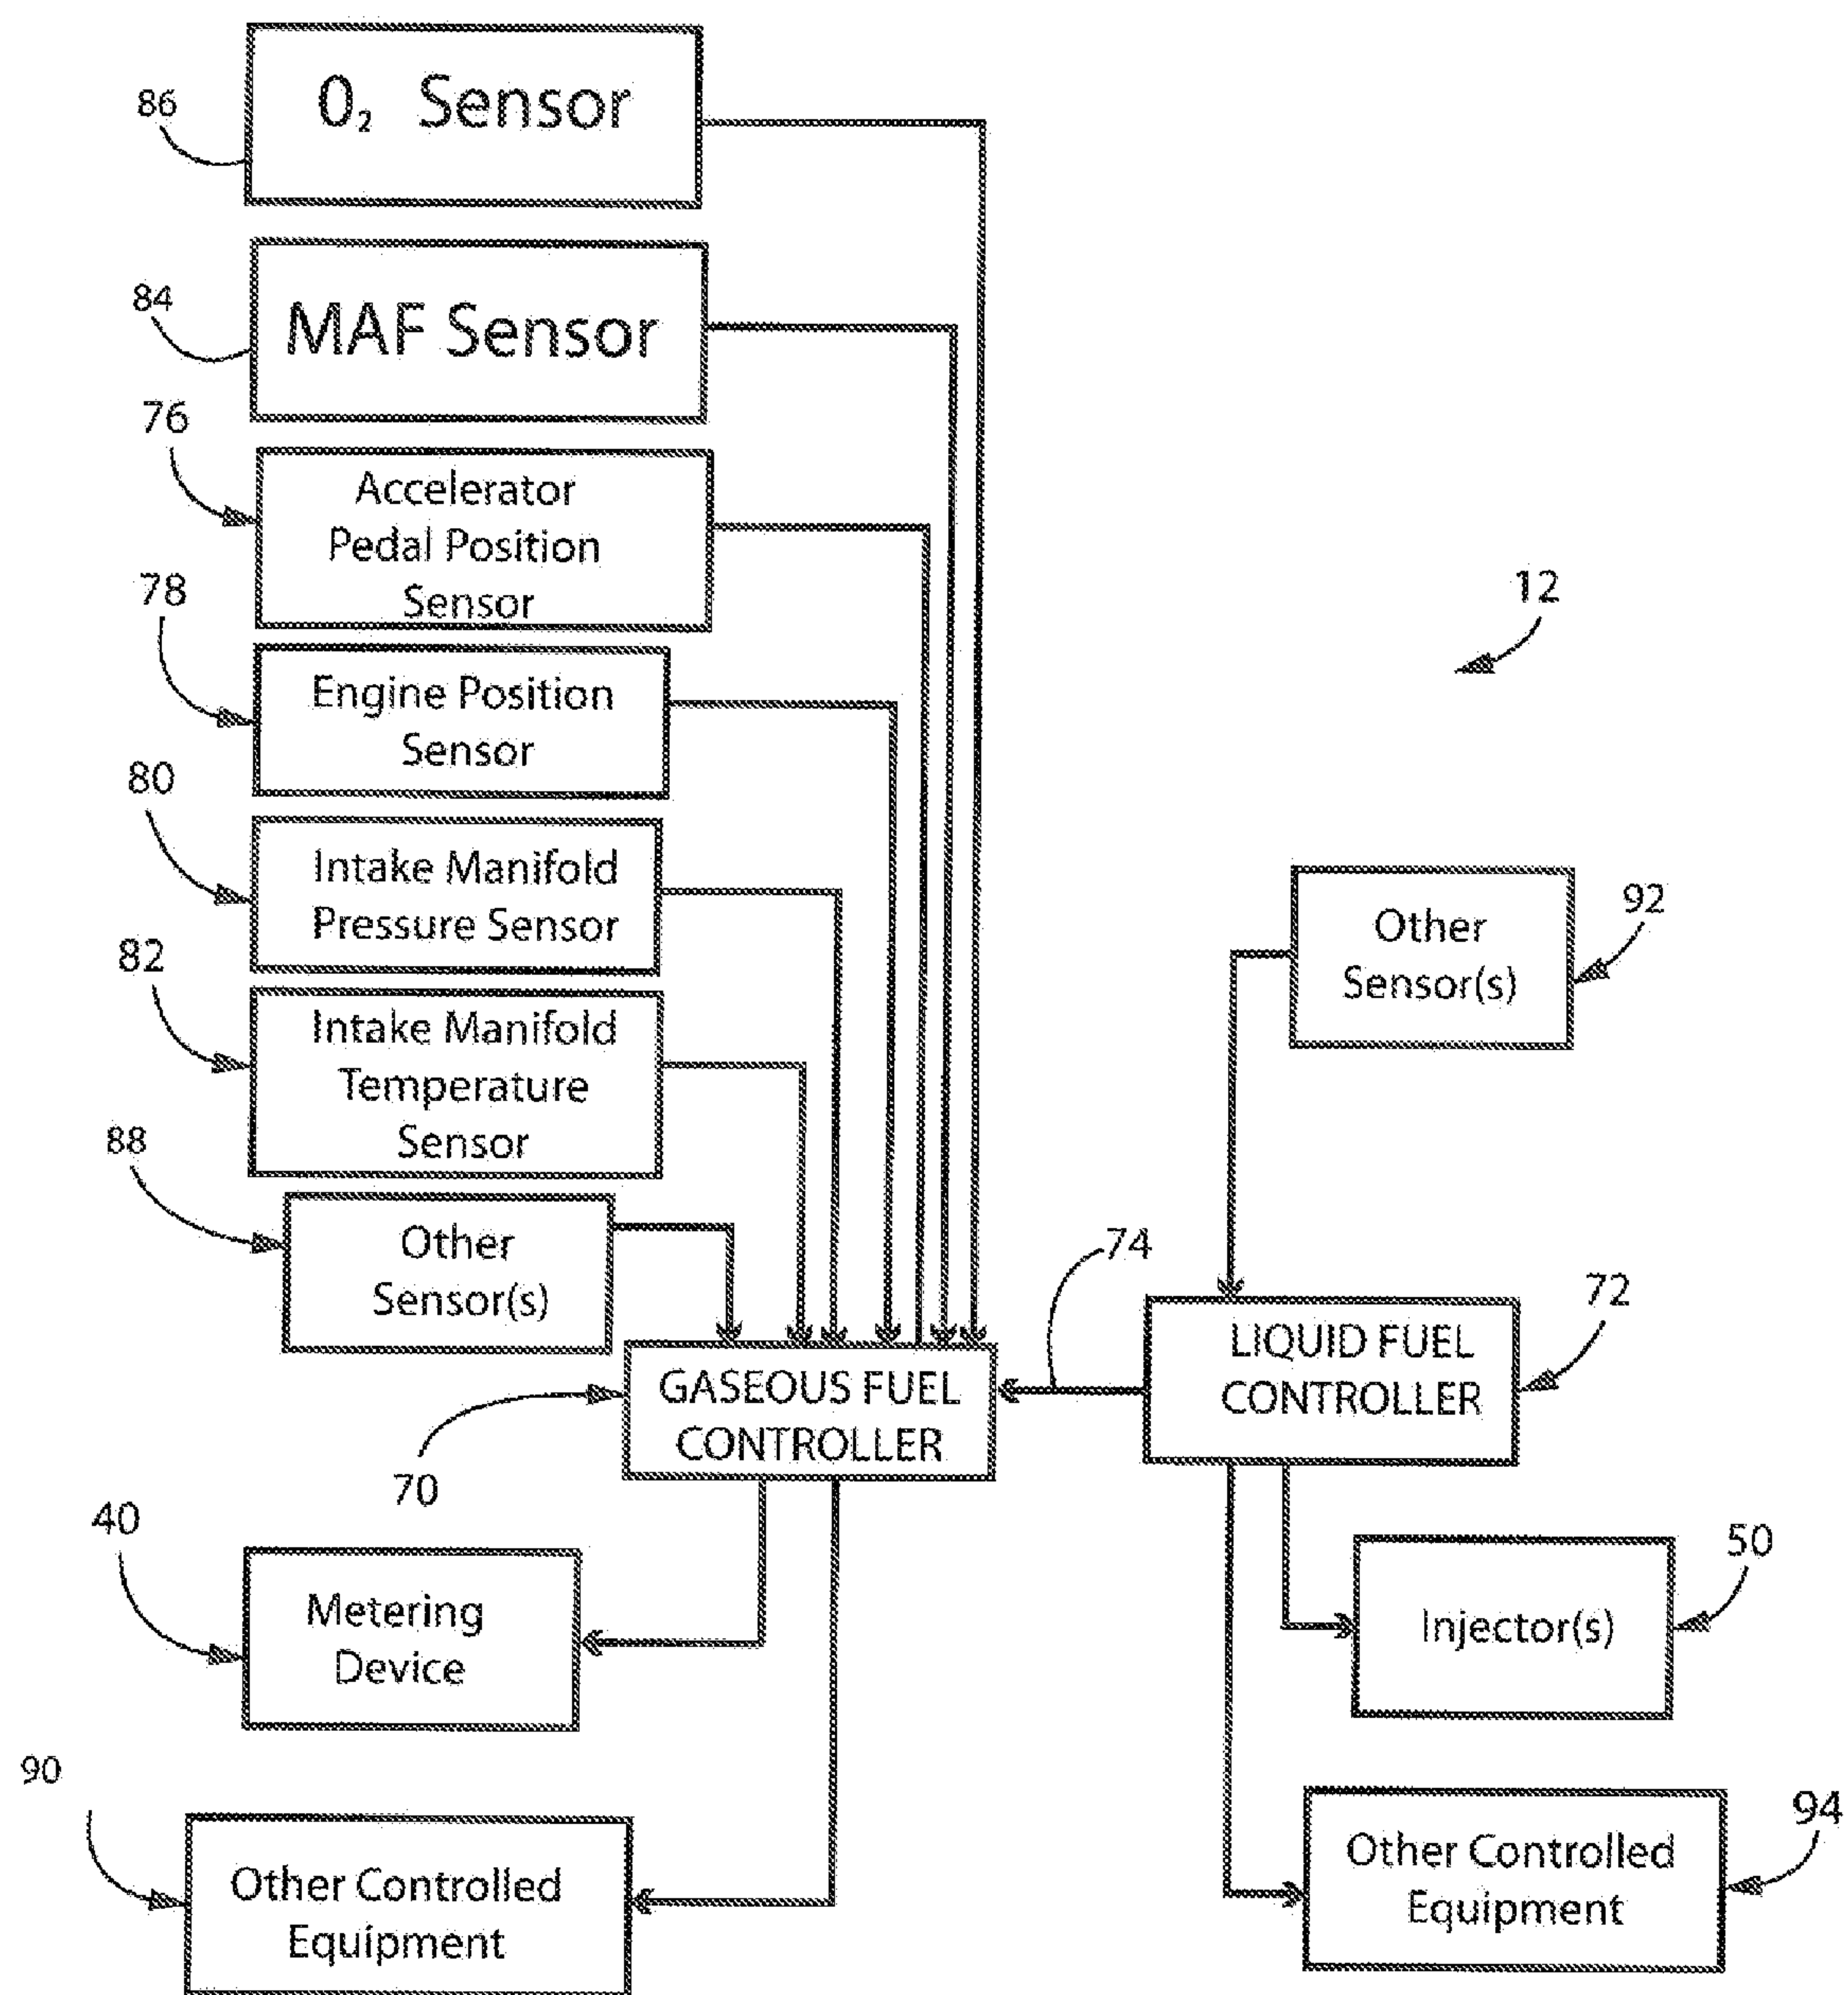 86
0₂ Sensor
84
MAF Sensor
76
Accelerator
Pedal Position
Sensor
78
Engine Position
Sensor
12
80
Intake Manifold
Pressure Sensor
92
Other
Sensor(s)
82
Intake Manifold
Temperature
Sensor
88
Other
Sensor(s)
74
72
LIQUID FUEL
CONTROLLER
GASEOUS FUEL
CONTROLLER
70
40
Metering
Device
50
Injector(s)
90
Other Controlled
Equipment
94
Other Controlled
Equipment